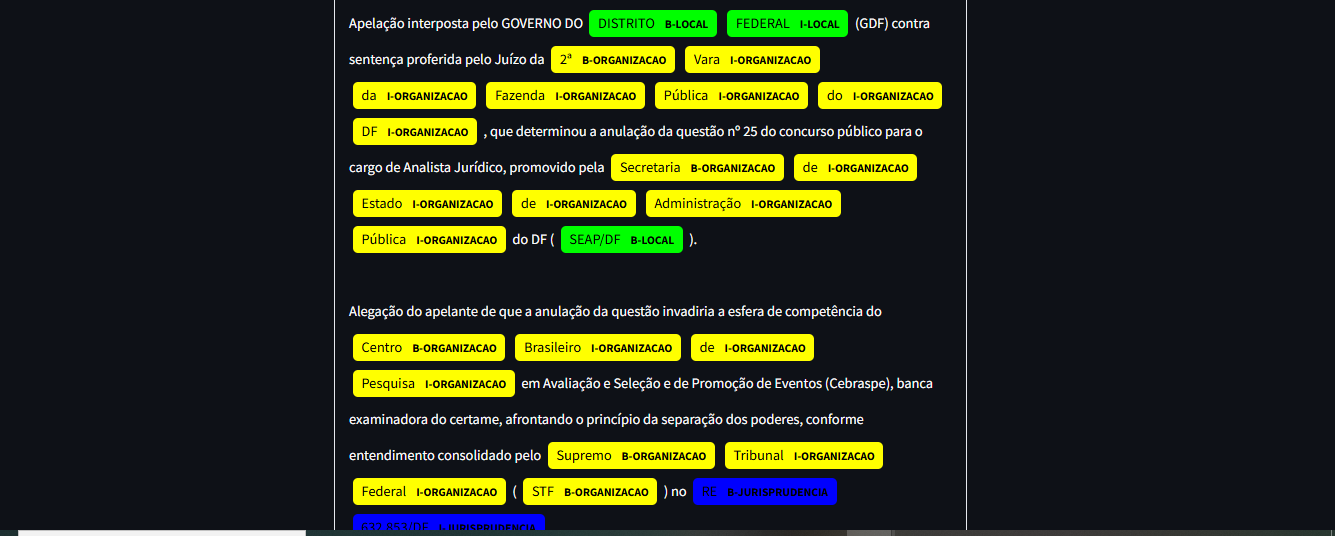 Apelação interposta pelo GOVERNO DO DISTRITO B-LOCAL FEDERAL I-LOCAL (GDF) contra
sentença proferida pelo Juízo da 2ª B-ORGANIZACAO Vara I-ORGANIZACAO
da I-ORGANIZACAO Fazenda I-ORGANIZACAO Pública I-ORGANIZACAO do I-ORGANIZACAO
DF I-ORGANIZACAO , que determinou a anulação da questão nº 25 do concurso público para o
cargo de Analista Jurídico, promovido pela Secretaria B-ORGANIZACAO de I-ORGANIZACAO
Estado I-ORGANIZACAO de I-ORGANIZACAO Administração I-ORGANIZACAO
Pública I-ORGANIZACAO do DF ( SEAP/DF B-LOCAL ).
Alegação do apelante de que a anulação da questão invadiria a esfera de competência do
Centro B-ORGANIZACAO Brasileiro I-ORGANIZACAO de I-ORGANIZACAO
Pesquisa I-ORGANIZACAO em Avaliação e Seleção e de Promoção de Eventos (Cebraspe), banca
examinadora do certame, afrontando o princípio da separação dos poderes, conforme
entendimento consolidado pelo Supremo B-ORGANIZACAO Tribunal I-ORGANIZACAO
Federal I-ORGANIZACAO ( STF B-ORGANIZACAO ) no RE B-JURISPRUDENCIA
632.853/DF I-JURISPRUDENCIA